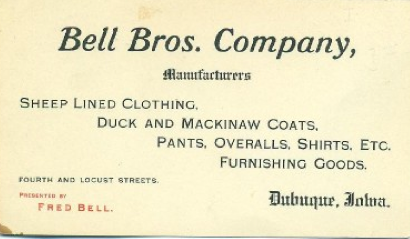 Bell Bros. Company,
Manufacturers
SHEEP LINED CLOTHING,
DUCK AND MACKINAW COATS,
PANTS, OVERALLS, SHIRTS, ETC.
FURNISHING GOODS.
FOURTH AND LOCUST STREETS.
PRESENTED BY
FRED BELL.
Dubuque, Iowa.